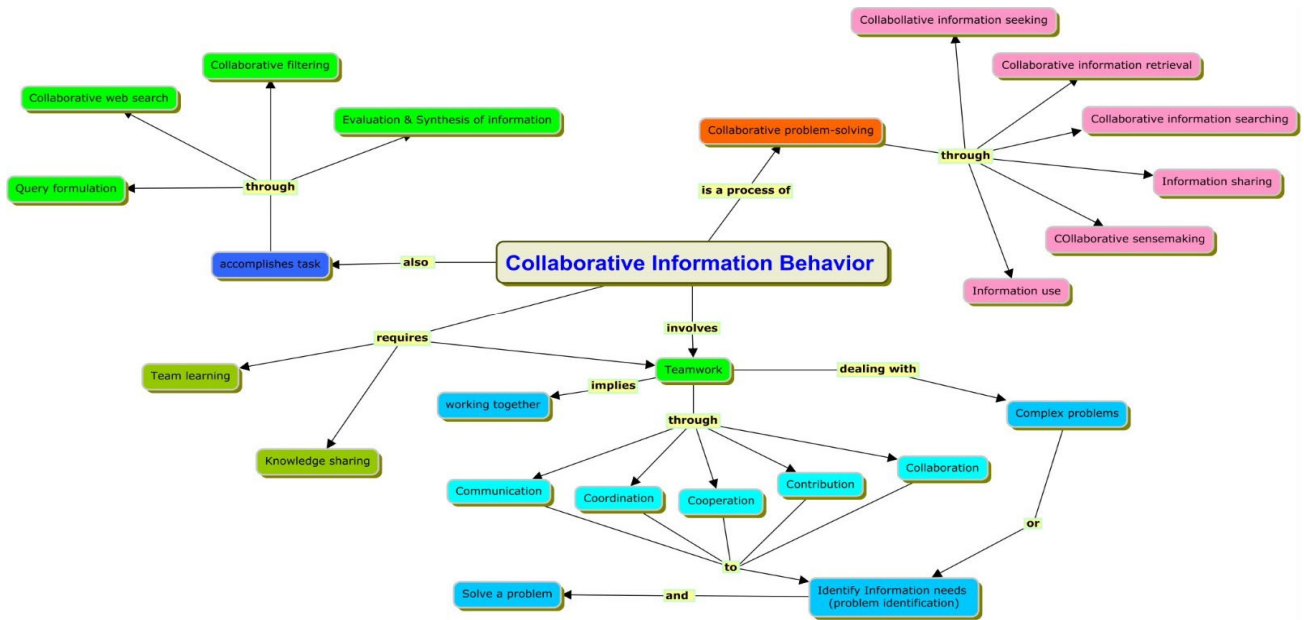 Collabollative information seeking
Collaborative filtering
Collaborative information retrieval
Collaborative web search
Evaluation & Synthesis of information
Collaborative problem-solving
Collaborative information searching
through
Query formulation
through
is a process of
Information sharing
COllaborative sensemaking
accomplishes task
also
Collaborative Information Behavior
Information use
requires
involves
Team learning
Teamwork
dealing with
implies
working together
Complex problems
through
Knowledge sharing
Communication
Coordination
Cooperation
Contribution
Collaboration
or
to
Solve a problem
and
Identify Information needs
(problem identification)